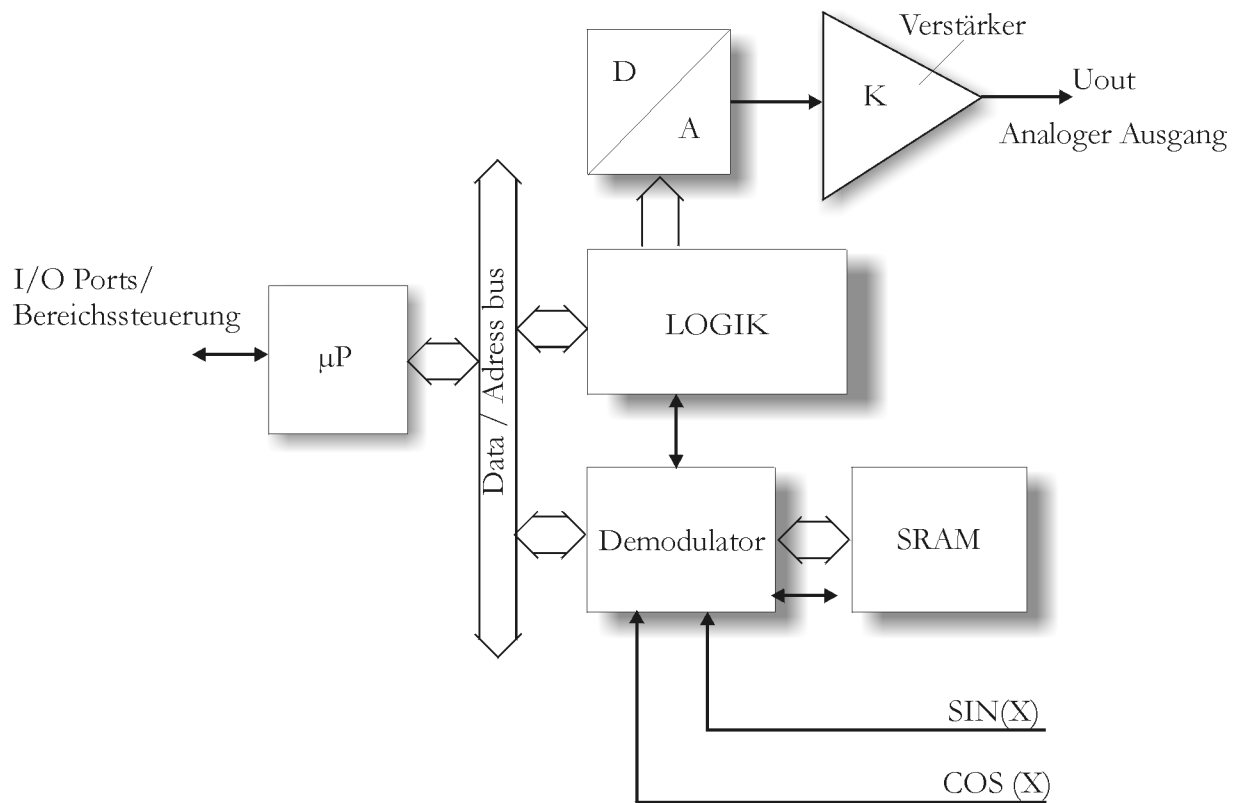 Verstärker
D
A
K
Uout
Analoger Ausgang
I/O Ports/
Bereichssteuerung
µP
Data / Adress bus
LOGIK
Demodulator
SRAM
SIN(X)
COS (X)